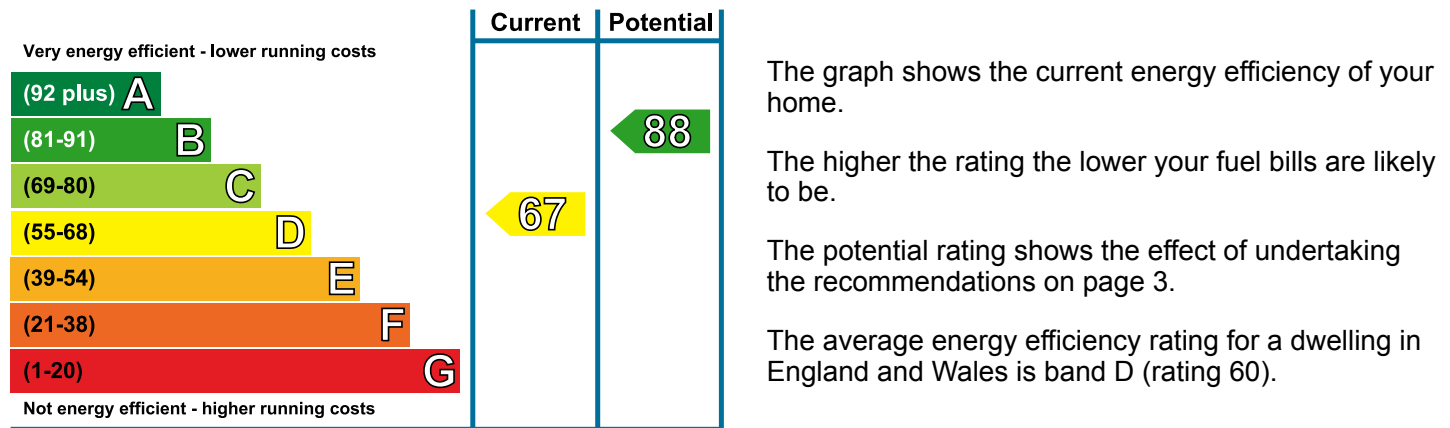 Current Potential
Very energy efficient - lower running costs
(92 plus) A
(81-91) B
88
(69-80) C
(55-68) D
67
(39-54) E
(21-38) F
(1-20) G
Not energy efficient - higher running costs
The graph shows the current energy efficiency of your
home.
The higher the rating the lower your fuel bills are likely
to be.
The potential rating shows the effect of undertaking
the recommendations on page 3.
The average energy efficiency rating for a dwelling in
England and Wales is band D (rating 60).